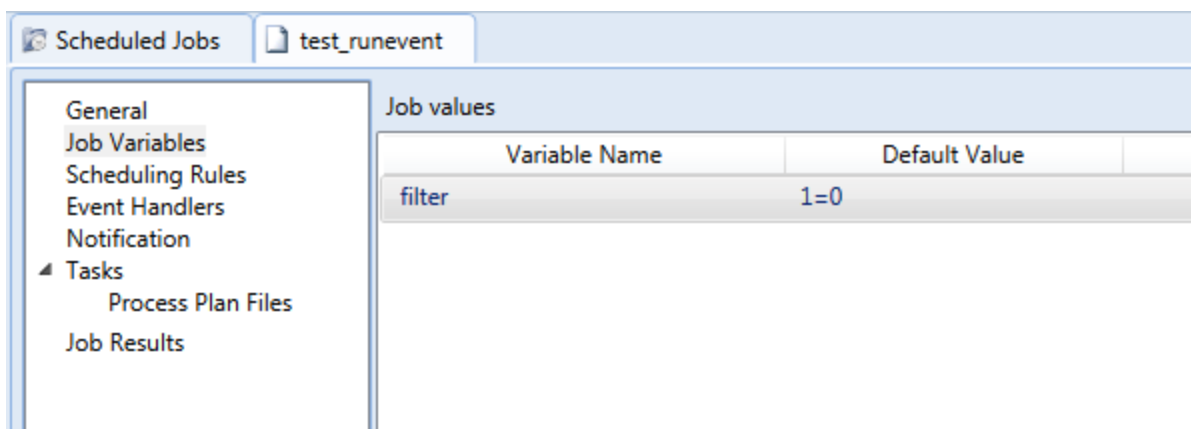 Scheduled Jobs test_runevent
General
Job Variables
Scheduling Rules
Event Handlers
Notification
Tasks
Process Plan Files
Job Results
Job values
Variable Name Default Value
filter 1=0